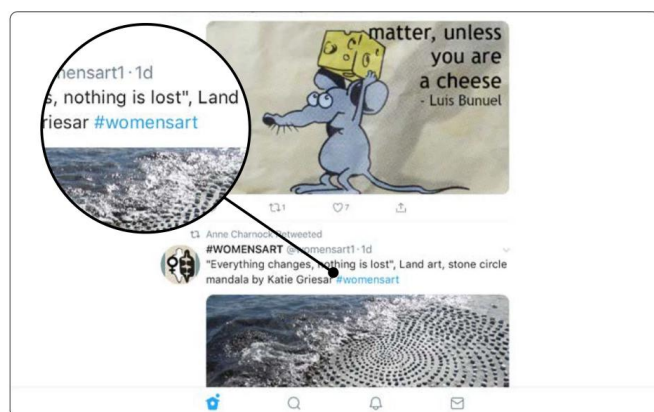 matter, unless
you are
a cheese
- Luis Bunuel
mensart1 · 1d
s, nothing is lost", Land
riesar #womensart
1
7
Anne Charnock Retweeted
#WOMENSART @womensart1 · 1d
"Everything changes, nothing is lost", Land art, stone circle
mandala by Katie Griesar #womensart